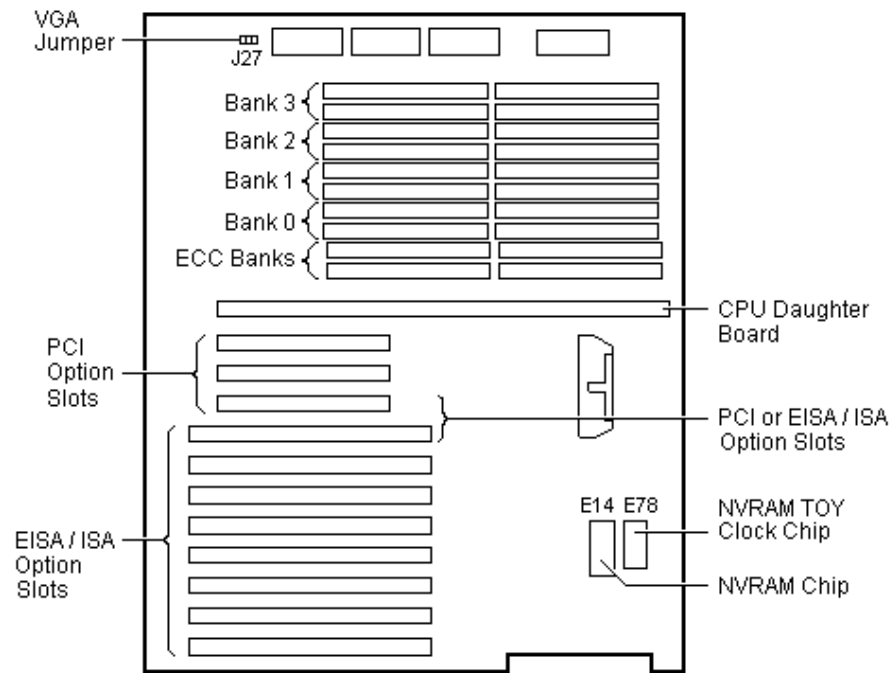 VGA
Jumper
J27
Bank 3
Bank 2
Bank 1
Bank 0
ECC Banks
CPU Daughter
Board
PCI
Option
Slots
PCI or EISA / ISA
Option Slots
EISA / ISA
Option
Slots
E14 E78
NVRAM TOY
Clock Chip
NVRAM Chip